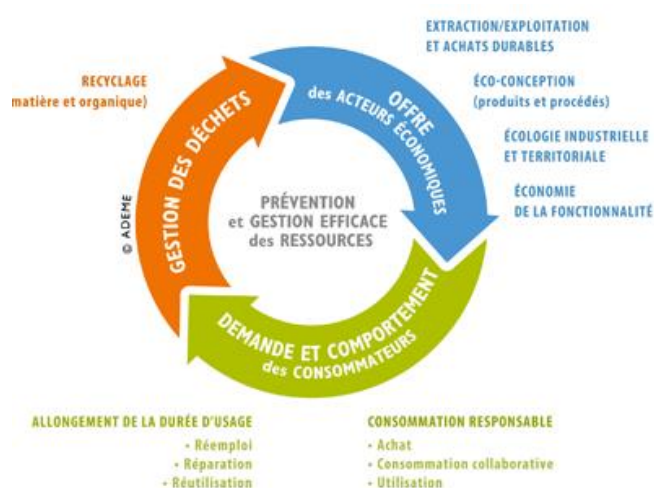 EXTRACTION/EXPLOITATION
ET ACHATS DURABLES
RECYCLAGE
matière et organique)
ÉCO-CONCEPTION
(produits et procédés)
ÉCOLOGIE INDUSTRIELLE
ET TERRITORIALE
ÉCONOMIE
DE LA FONCTIONNALITÉ
OFFRE
des ACTEURS ÉCONOMIQUES
GESTION DES DÉCHETS
PRÉVENTION
et GESTION EFFICACE
des RESSOURCES
© ADEME
DEMANDE ET COMPORTEMENT
des CONSOMMATEURS
ALLONGEMENT DE LA DURÉE D'USAGE
• Réemploi
• Réparation
• Réutilisation
CONSOMMATION RESPONSABLE
• Achat
• Consommation collaborative
• Utilisation